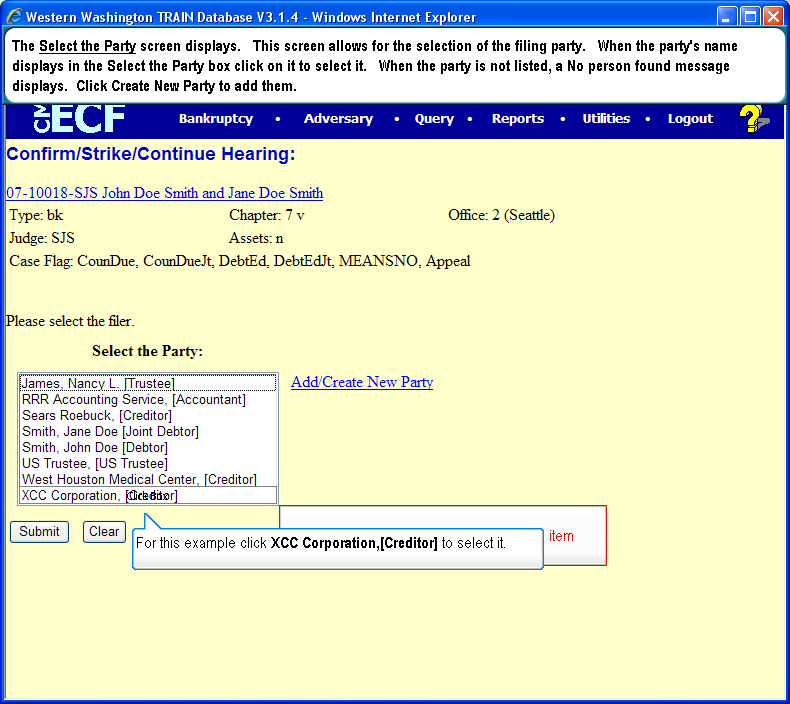 Western Washington TRAIN Database V3.1.4 - Windows Internet Explorer
The Select the Party screen displays. This screen allows for the selection of the filing party. When the party's name
displays in the Select the Party box click on it to select it. When the party is not listed, a No person found message
displays. Click Create New Party to add them.
CM ECF Bankruptcy • Adversary • Query • Reports • Utilities • Logout ?
Confirm/Strike/Continue Hearing:
07-10018-SJS John Doe Smith and Jane Doe Smith
Type: bk Chapter: 7 v Office: 2 (Seattle)
Judge: SJS Assets: n
Case Flag: CounDue, CounDueJt, DebtEd, DebtEdJt, MEANSNO, Appeal
Please select the filer.
Select the Party:
James, Nancy L. [Trustee] Add/Create New Party
RRR Accounting Service, [Accountant]
Sears Roebuck, [Creditor]
Smith, Jane Doe [Joint Debtor]
Smith, John Doe [Debtor]
US Trustee, [US Trustee]
West Houston Medical Center, [Creditor]
XCC Corporation, [Creditor]
Submit Clear
For this example click XCC Corporation,[Creditor] to select it.
item